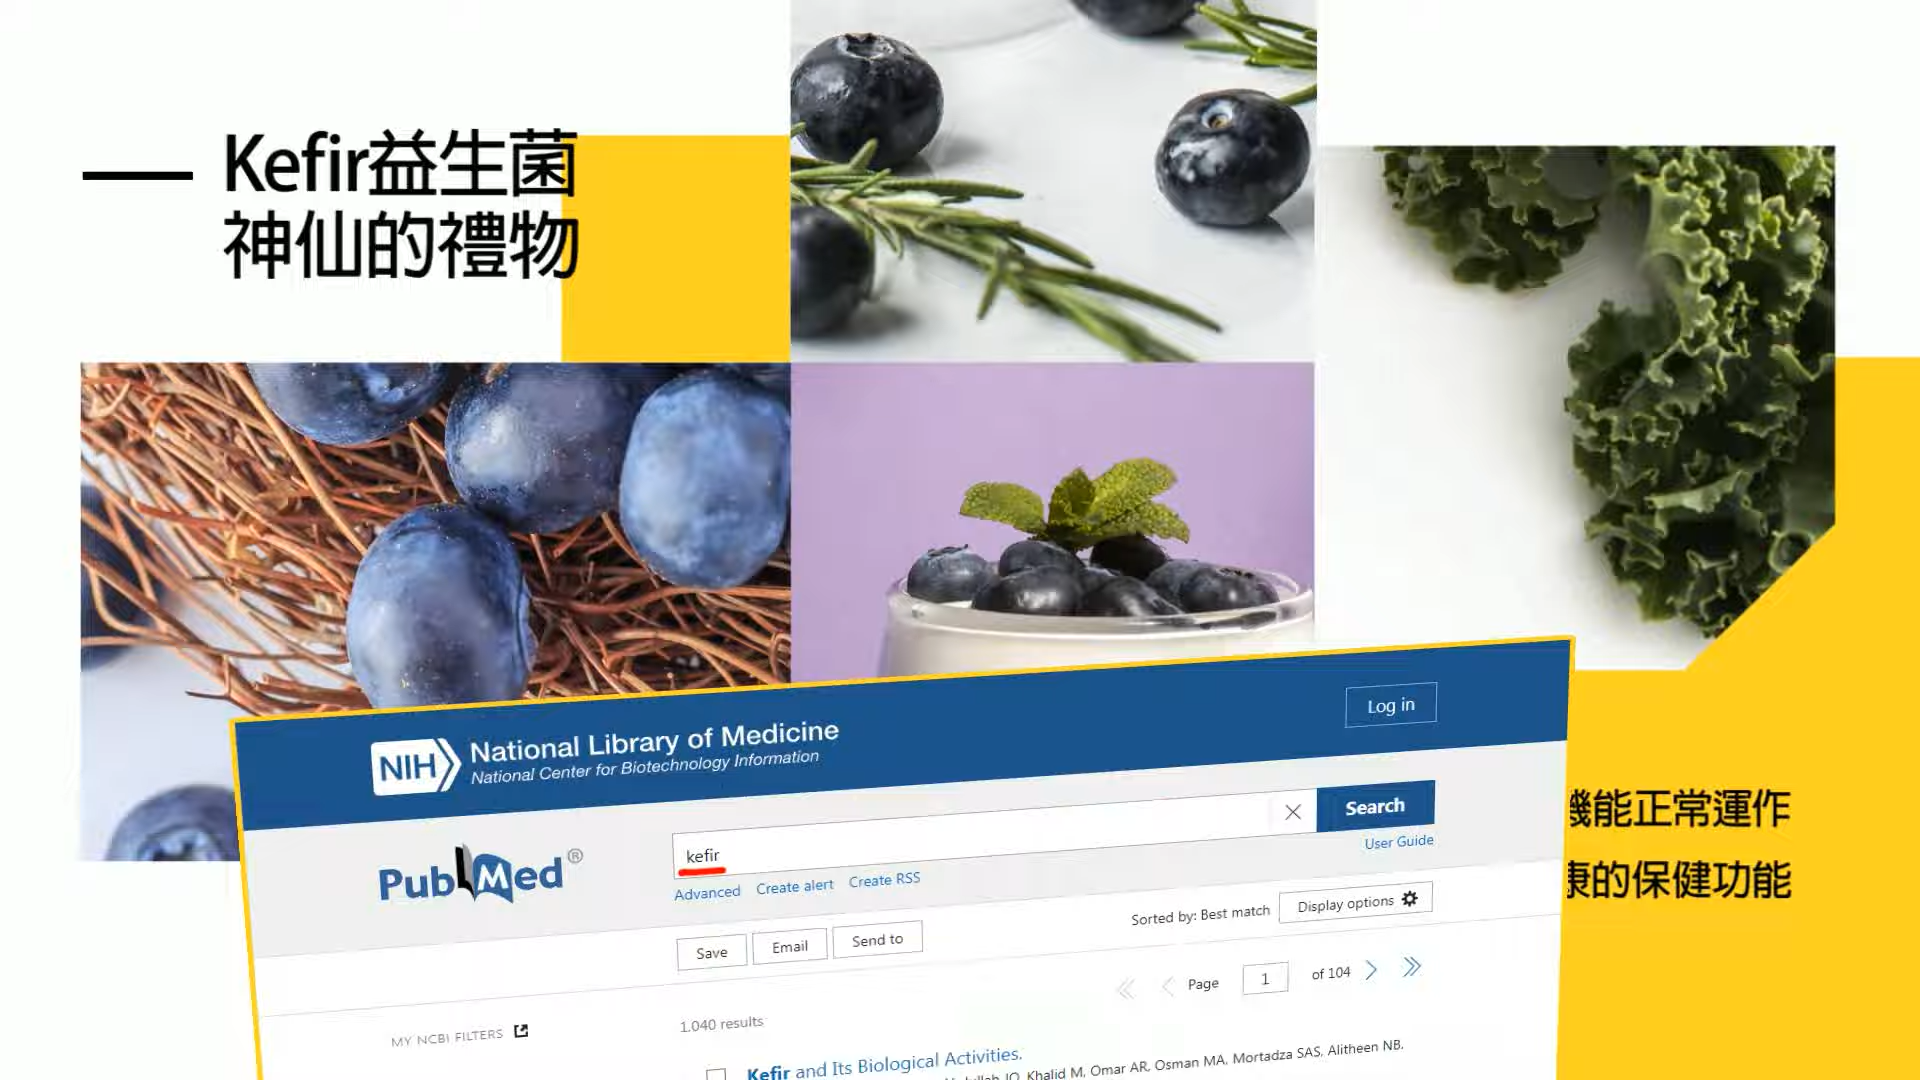 Kefir益生菌
神仙的禮物
機能正常運作
康的保健功能
NIH
National Library of Medicine
National Center for Biotechnology Information
Log in
PubMed®
kefir
Search
User Guide
Advanced Create alert Create RSS
Save Email Send to
Sorted by: Best match Display options
Page 1 of 104
MY NCBI FILTERS
1,040 results
Kefir and Its Biological Activities.
JO, Khalid M, Omar AR, Osman MA, Mortadza SAS, Alitheen NB.